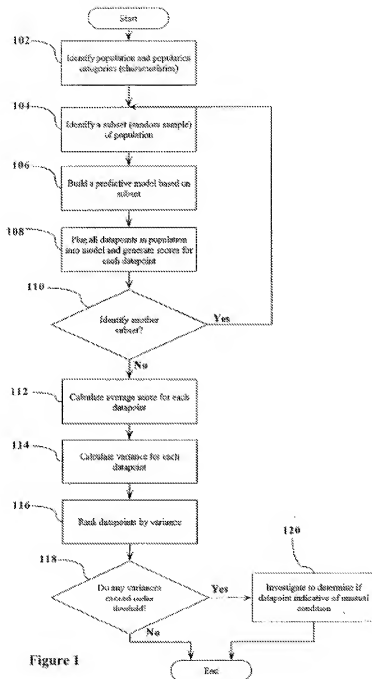 Start
102
Identify population and population
categories (characteristics)
104
Identify a subset (random sample)
of population
106
Build a predictive model based on
subset
108
Plug all datapoints in population
into model and generate scores for
each datapoint
110
Identify another
subset?
Yes
No
112
Calculate average score for each
datapoint
114
Calculate variance for each
datapoint
116
Rank datapoints by variance
118
Do any variances
exceed outlier
threshold?
Yes
No
120
Investigate to determine if
datapoint indicative of unusual
condition
End
Figure 1